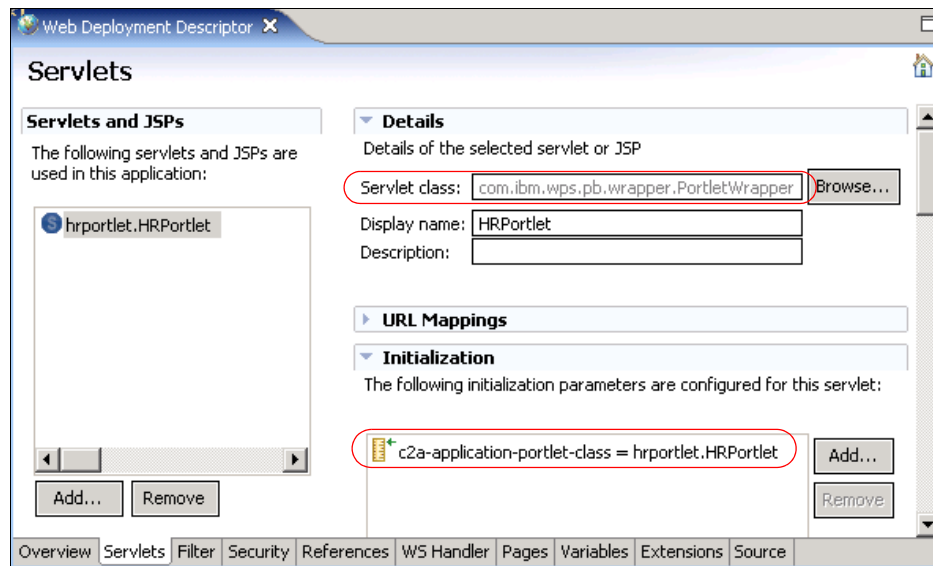 Web Deployment Descriptor
Servlets
Servlets and JSPs
The following servlets and JSPs are
used in this application:
hrportlet.HRPortlet
Add...
Remove
Details
Details of the selected servlet or JSP
Servlet class:
com.ibm.wps.pb.wrapper.PortletWrapper
Browse...
Display name:
HRPortlet
Description:
URL Mappings
Initialization
The following initialization parameters are configured for this servlet:
c2a-application-portlet-class = hrportlet.HRPortlet
Add...
Remove
Overview Servlets Filter Security References WS Handler Pages Variables Extensions Source